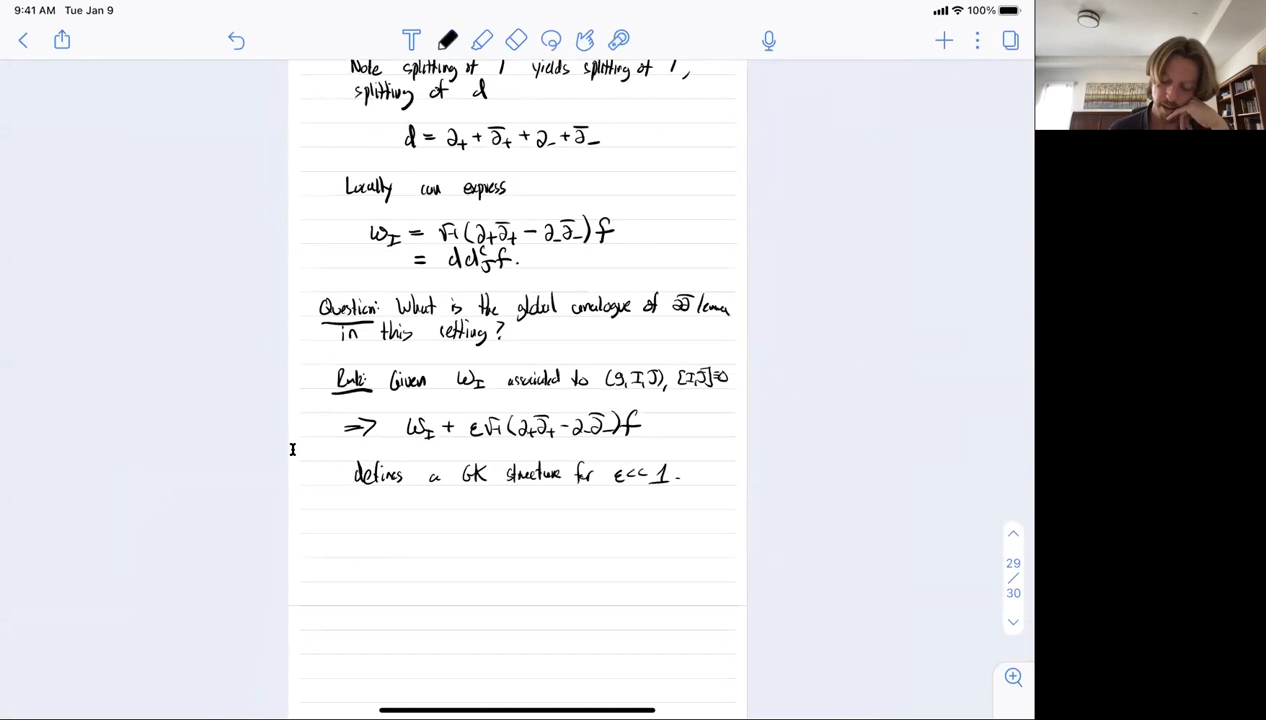 9:41 AM Tue Jan 9
100%
Note splitting of T yields splitting of
splitting of d
d = ∂₊ + ∂̄₊ + ∂₋ + ∂̄₋
Locally can express
ω_I = √-1 (∂₊∂̄₊ - ∂₋∂̄₋) f
= dd^c_J f.
Question: What is the global analogue of ∂∂̄ lemma
in this setting?
Rmk: Given ω_I associated to (g, I, J), [I,J]≡0
⇒ ω_I + ε√-1 (∂₊∂̄₊ - ∂₋∂̄₋) f
defines a GK structure for ε<<1.
29
/
30